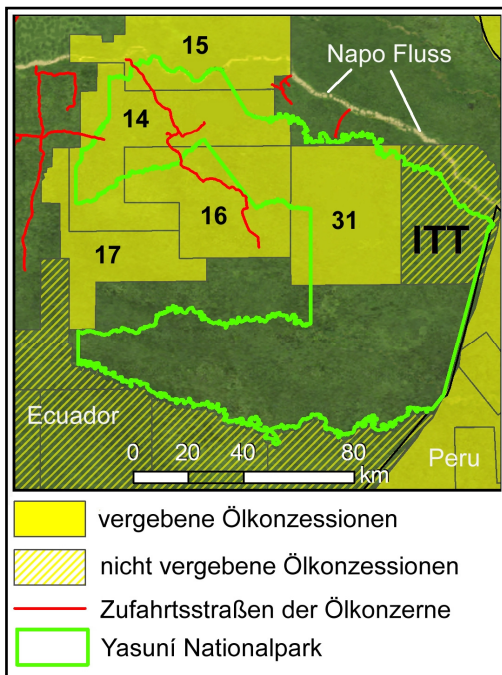 15
Napo Fluss
14
16
31
ITT
17
Ecuador
0 20 40 80
km
Peru
vergebene Ölkonzessionen
nicht vergebene Ölkonzessionen
Zufahrtsstraßen der Ölkonzerne
Yasuní Nationalpark